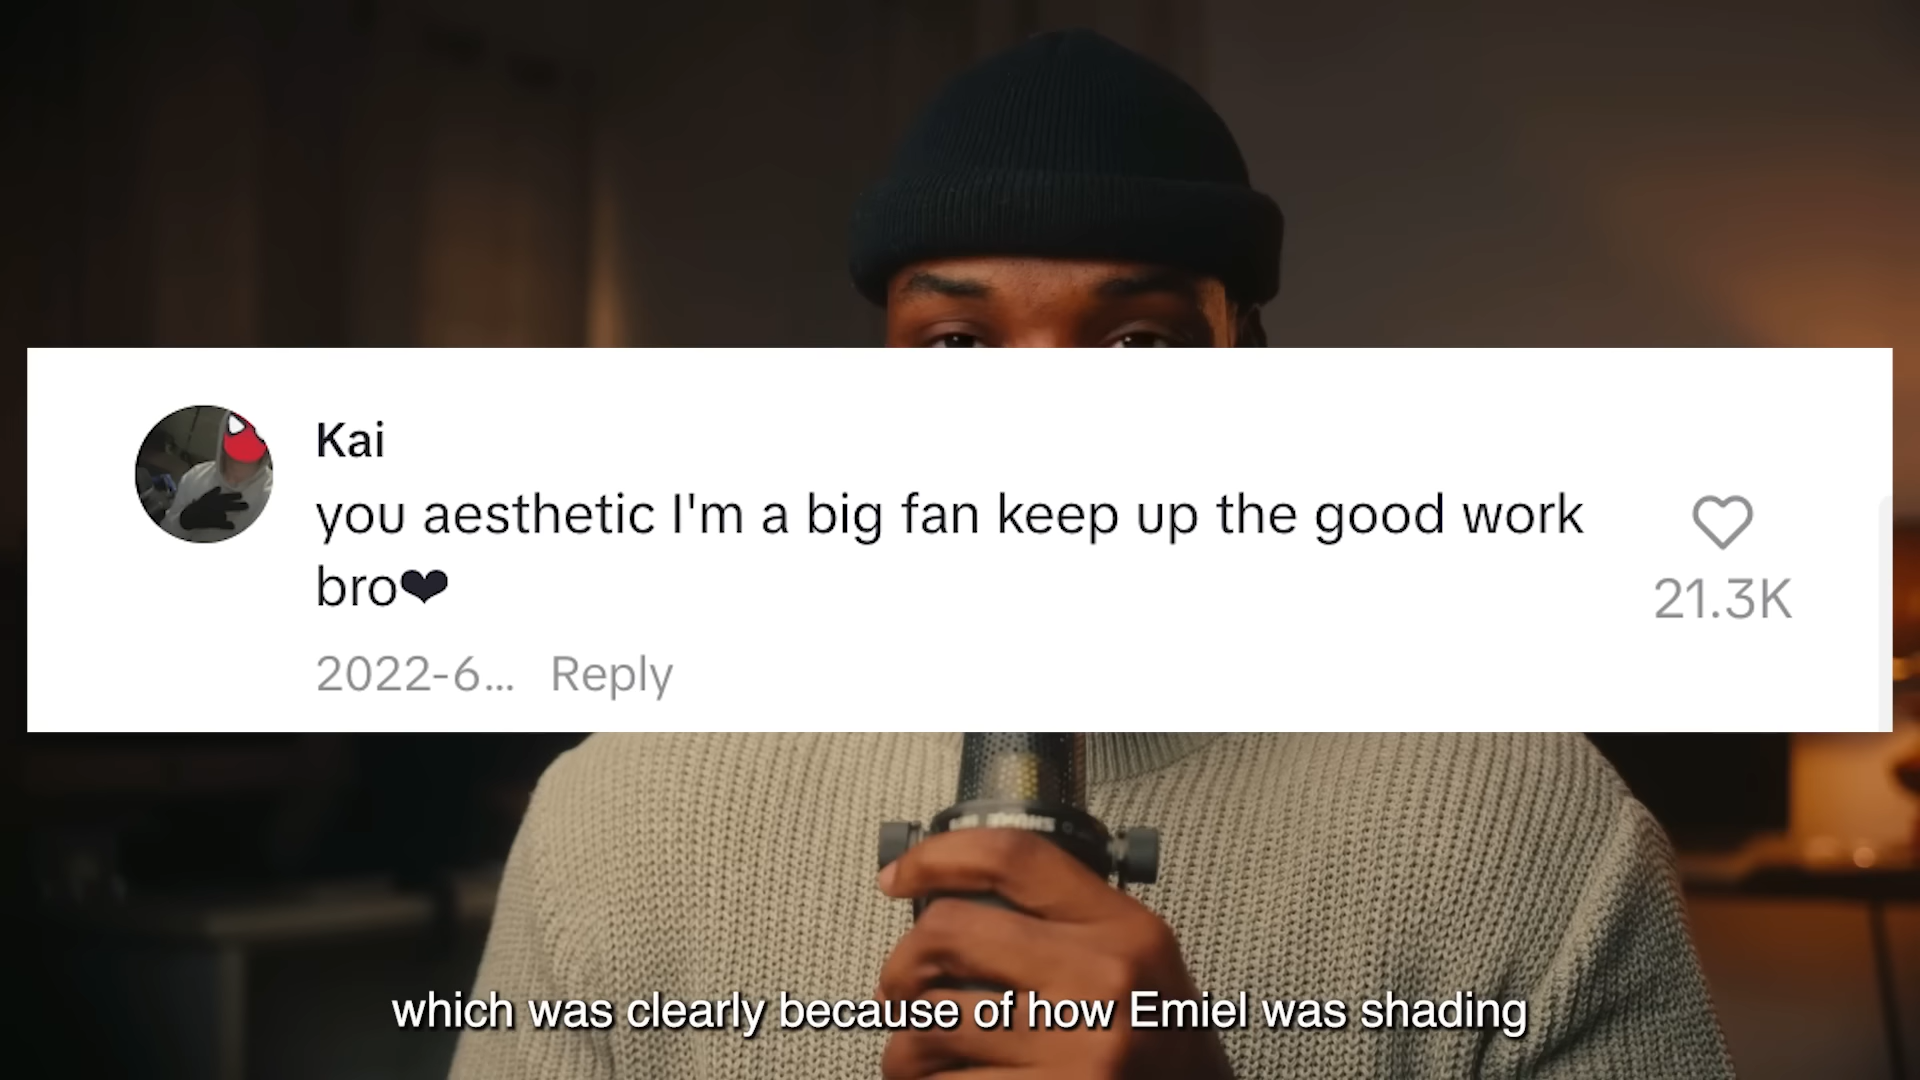 Kai
you aesthetic I'm a big fan keep up the good work
bro❤
21.3K
2022-6... Reply
which was clearly because of how Emiel was shading